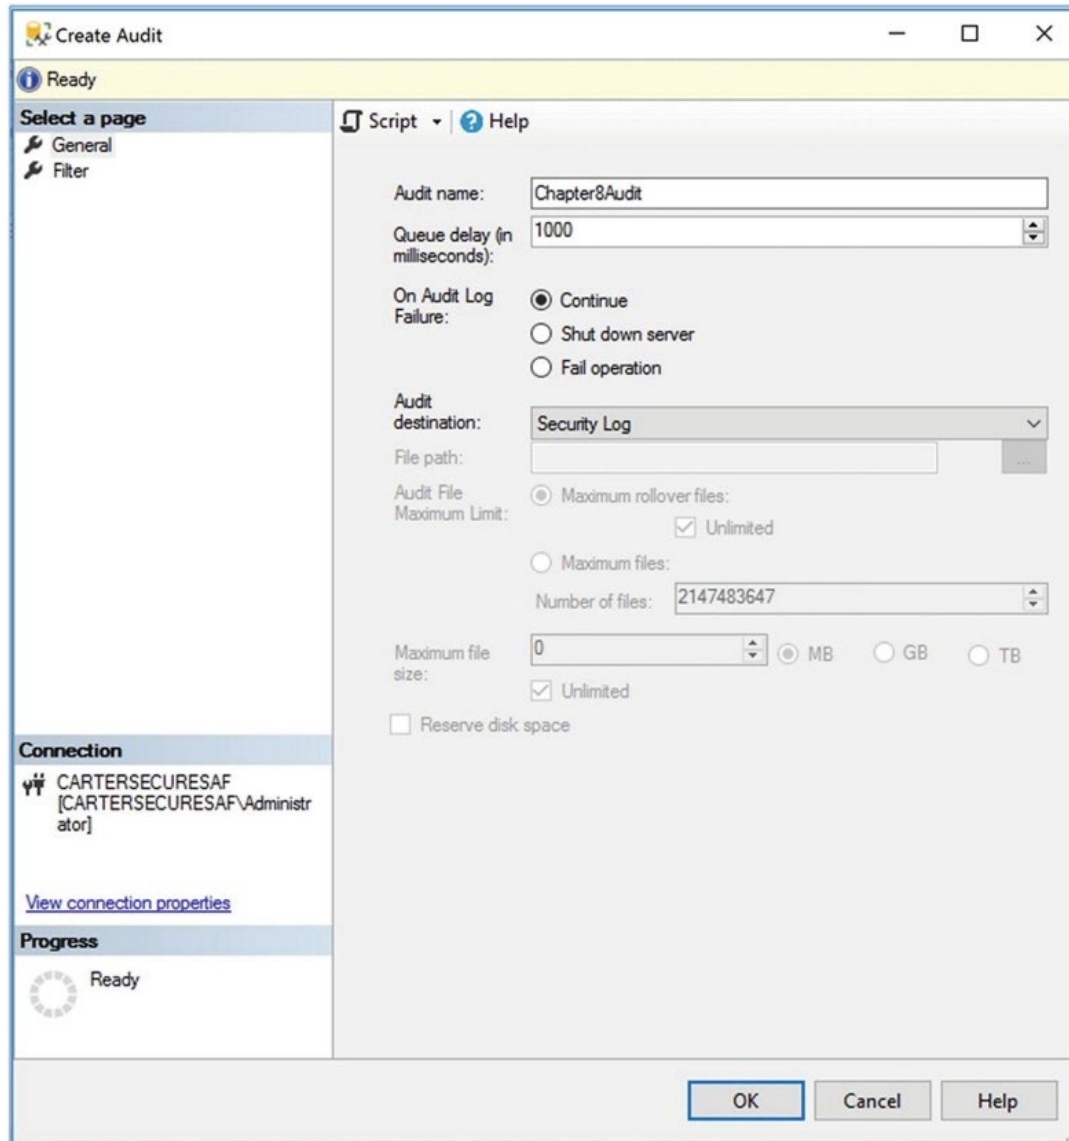 Create Audit
Ready
Select a page
General
Filter
Script
Help
Audit name:
Chapter8Audit
Queue delay (in
milliseconds):
1000
On Audit Log
Failure:
Continue
Shut down server
Fail operation
Audit
destination:
Security Log
File path:
...
Audit File
Maximum Limit:
Maximum rollover files:
Unlimited
Maximum files:
Number of files:
2147483647
Maximum file
size:
0
MB
GB
TB
Unlimited
Reserve disk space
Connection
CARTERSECURESAF
[CARTERSECURESAF\Administr
ator]
View connection properties
Progress
Ready
OK
Cancel
Help